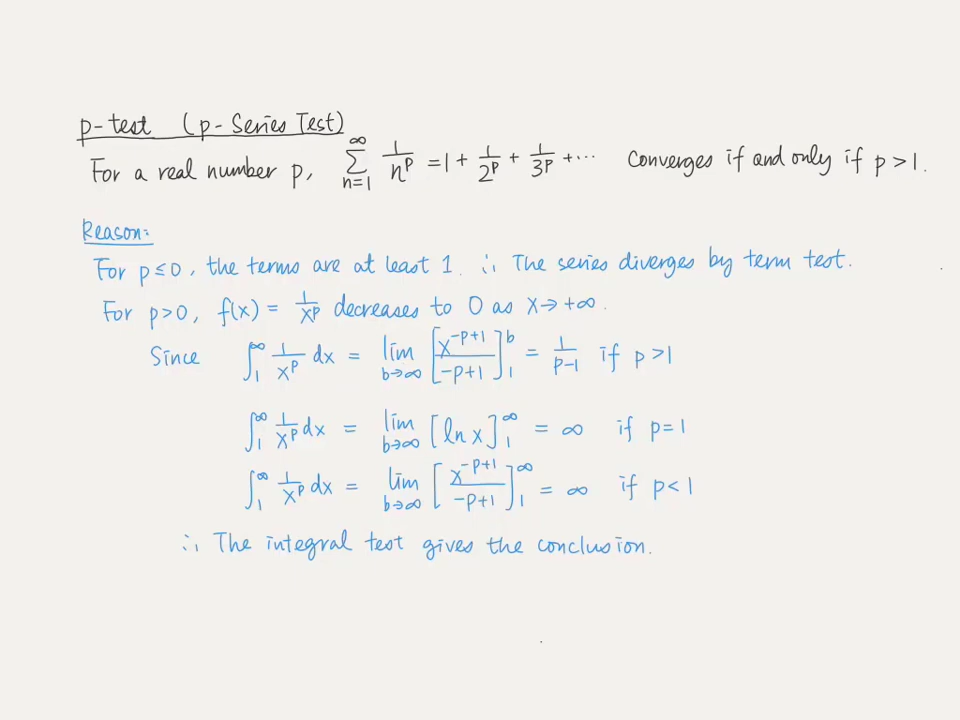 p-test (p-Series Test)
For a real number p, ∑_{n=1}^{∞} 1/n^p = 1 + 1/2^p + 1/3^p + ⋯ Converges if and only if p > 1.
Reason:
For p ≤ 0, the terms are at least 1. ∴ The series diverges by term test.
For p > 0, f(x) = 1/x^p decreases to 0 as x → +∞.
Since ∫_1^∞ 1/x^p dx = lim_{b→∞} [x^{-p+1}/(-p+1)]_1^b = 1/(p-1) if p > 1
∫_1^∞ 1/x^p dx = lim_{b→∞} [ln x]_1^∞ = ∞ if p = 1
∫_1^∞ 1/x^p dx = lim_{b→∞} [x^{-p+1}/(-p+1)]_1^∞ = ∞ if p < 1
∴ The integral test gives the conclusion.